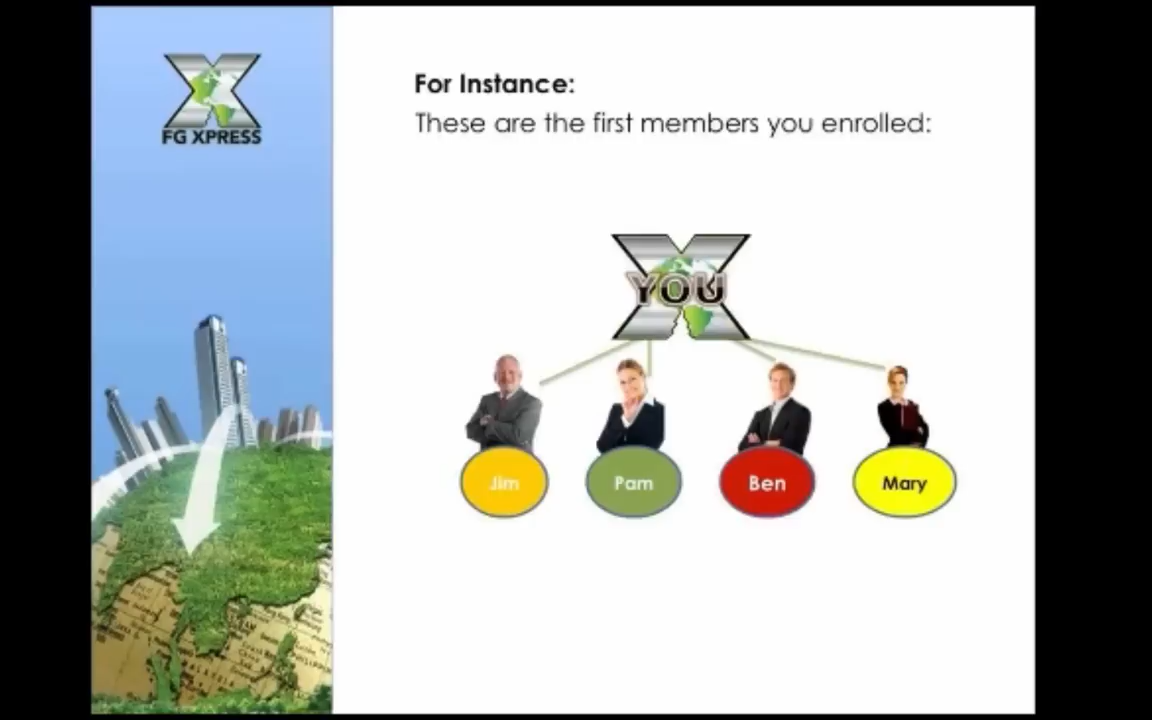 FG XPRESS
For Instance:
These are the first members you enrolled:
YOU
Jim
Pam
Ben
Mary